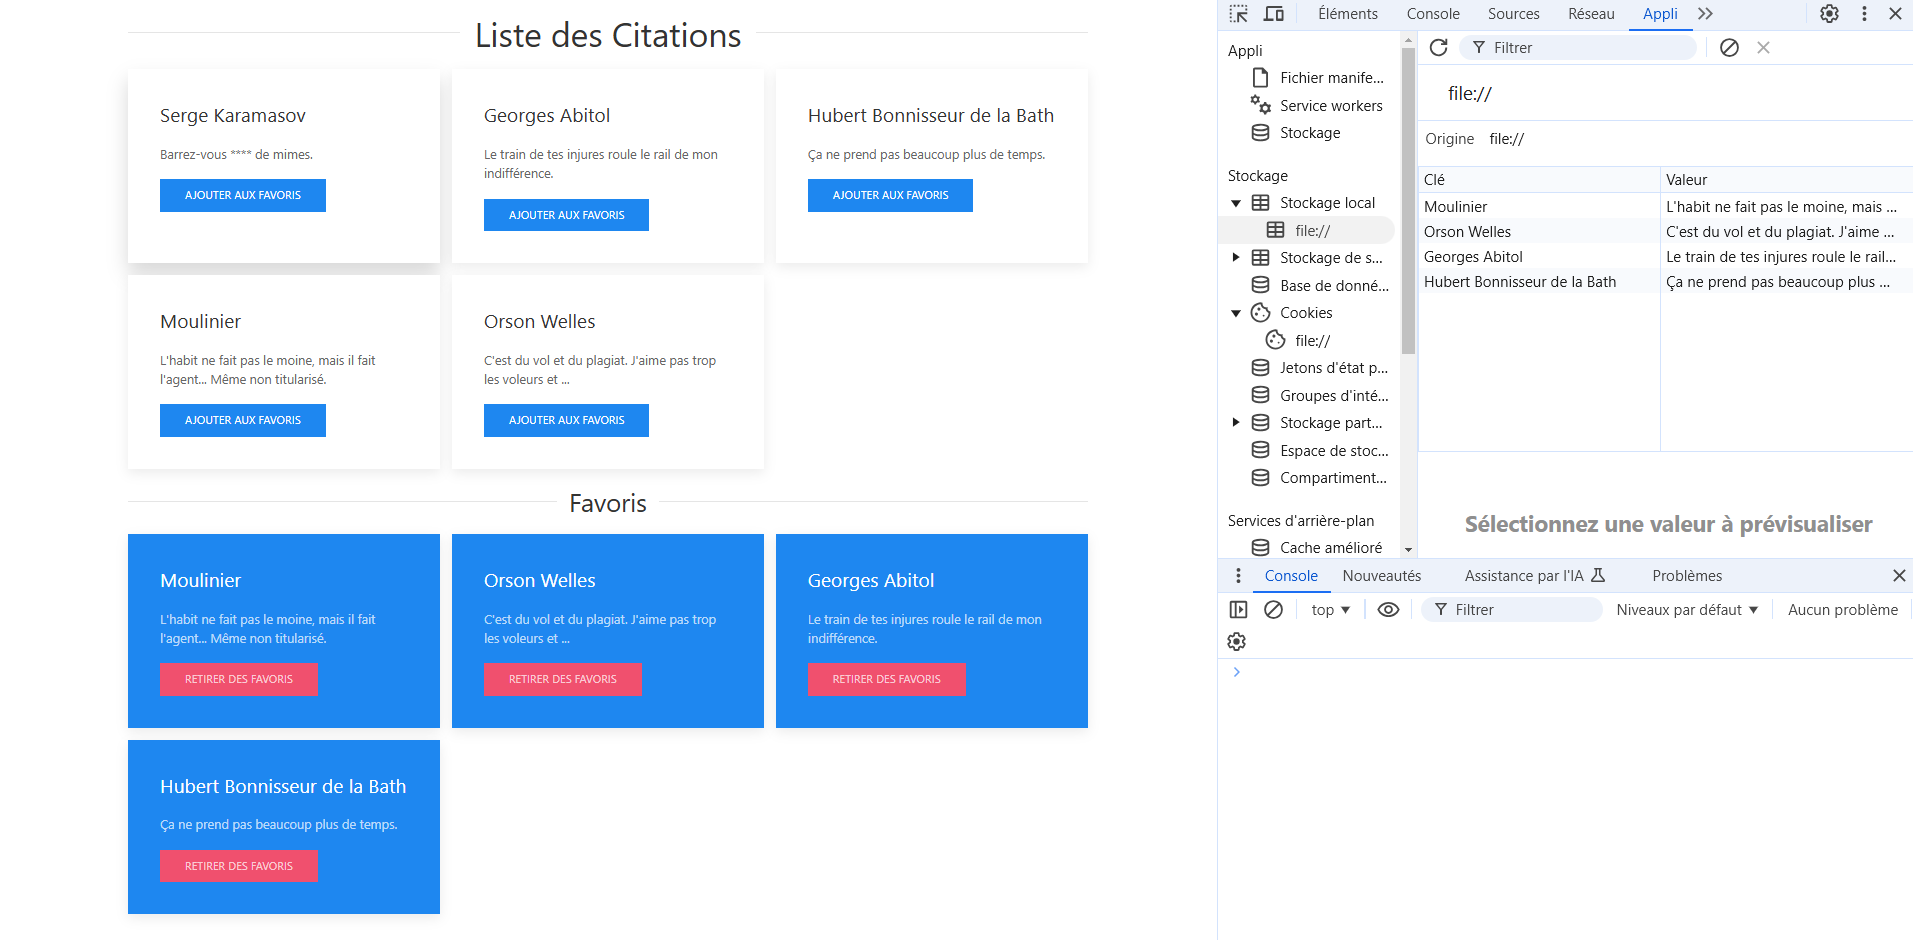 Liste des Citations
Serge Karamasov
Barrez-vous **** de mimes.
AJOUTER AUX FAVORIS
Georges Abitol
Le train de tes injures roule le rail de mon
indifférence.
AJOUTER AUX FAVORIS
Hubert Bonnisseur de la Bath
Ça ne prend pas beaucoup plus de temps.
AJOUTER AUX FAVORIS
Moulinier
L'habit ne fait pas le moine, mais il fait
l'agent... Même non titularisé.
AJOUTER AUX FAVORIS
Orson Welles
C'est du vol et du plagiat. J'aime pas trop
les voleurs et ...
AJOUTER AUX FAVORIS
Favoris
Moulinier
L'habit ne fait pas le moine, mais il fait
l'agent... Même non titularisé.
RETIRER DES FAVORIS
Orson Welles
C'est du vol et du plagiat. J'aime pas trop
les voleurs et ...
RETIRER DES FAVORIS
Georges Abitol
Le train de tes injures roule le rail de mon
indifférence.
RETIRER DES FAVORIS
Hubert Bonnisseur de la Bath
Ça ne prend pas beaucoup plus de temps.
RETIRER DES FAVORIS
Éléments Console Sources Réseau Appli
Appli
Fichier manife...
Service workers
Stockage
Stockage
Stockage local
file://
Stockage de s...
Base de donné...
Cookies
file://
Jetons d'état p...
Groupes d'inté...
Stockage part...
Espace de stoc...
Compartiment...
Services d'arrière-plan
Cache amélioré
Filtrer
file://
Origine file://
Clé Valeur
Moulinier L'habit ne fait pas le moine, mais ...
Orson Welles C'est du vol et du plagiat. J'aime ...
Georges Abitol Le train de tes injures roule le rail...
Hubert Bonnisseur de la Bath Ça ne prend pas beaucoup plus ...
Sélectionnez une valeur à prévisualiser
Console Nouveautés Assistance par l'IA Problèmes
top Filtrer Niveaux par défaut Aucun problème